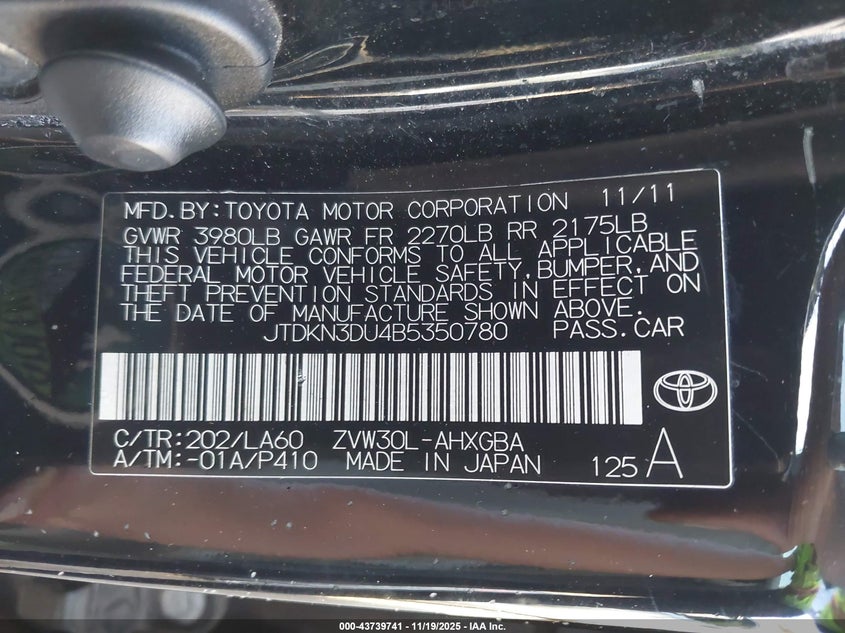 MFD.BY:TOYOTA MOTOR CORPORATION 11/11
GVWR 3980LB GAWR FR 2270LB RR 2175LB
THIS VEHICLE CONFORMS TO ALL APPLICABLE
FEDERAL MOTOR VEHICLE SAFETY,BUMPER,AND
THEFT PREVENTION STANDARDS IN EFFECT ON
THE DATE OF MANUFACTURE SHOWN ABOVE.
JTDKN3DU4B5350780 PASS.CAR
C/TR:202/LA60 ZVW30L-AHXGBA
A/TM:-01A/P410 MADE IN JAPAN 125 A
000-43739741 - 11/19/2025 - IAA Inc.